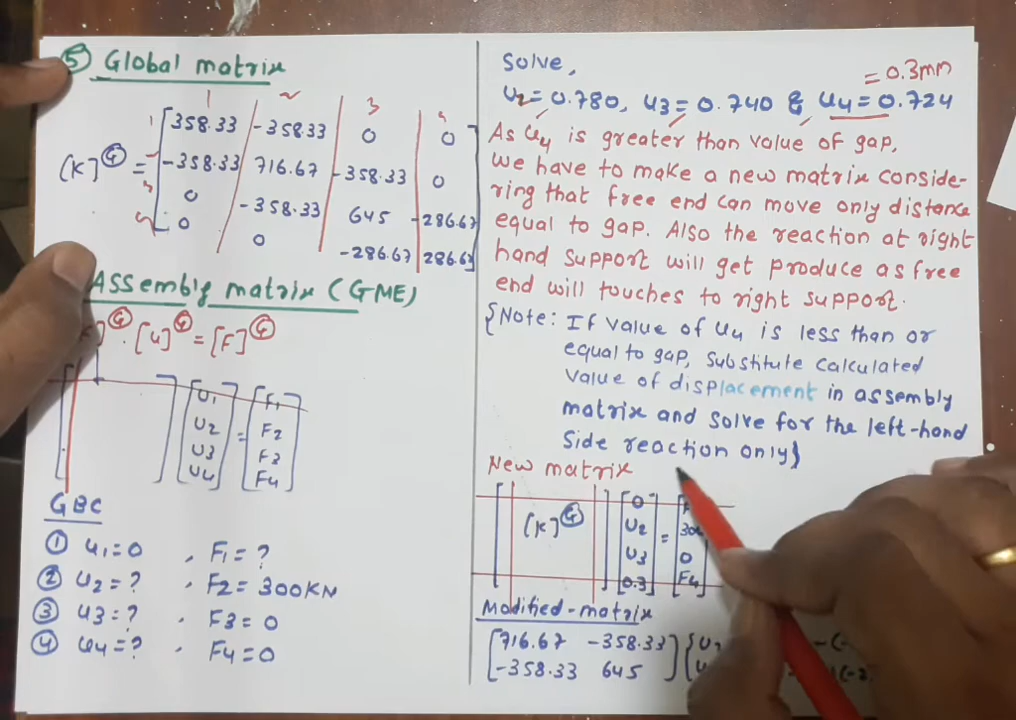 ⑤ Global matrix
1 2 3 4
[K]ᴳ =
358.33 -358.33 0 0
-358.33 716.67 -358.33 0
0 -358.33 645 -286.67
0 0 -286.67 286.67
Assembly matrix (GME)
]ᴳ . [u]ᴳ = [F]ᴳ
U1 F1
U2 = F2
U3 F3
U4 F4
GBC
① u1 = 0 , F1 = ?
② u2 = ? , F2 = 300KN
③ u3 = ? , F3 = 0
④ u4 = ? , F4 = 0
Solve,
= 0.3mm
U2 = 0.780, u3 = 0.740 & u4 = 0.724
As U4 is greater than value of gap,
we have to make a new matrix conside-
ring that free end can move only distance
equal to gap. Also the reaction at right
hand support will get produce as free
end will touches to right support.
{Note: If value of u4 is less than or
equal to gap, substitute calculated
value of displacement in assembly
matrix and solve for the left-hand
side reaction only}
New matrix
0
[K]ᴳ U2 =
U3 0
0.3 F4
Modified-matrix
716.67 -358.33
-358.33 645